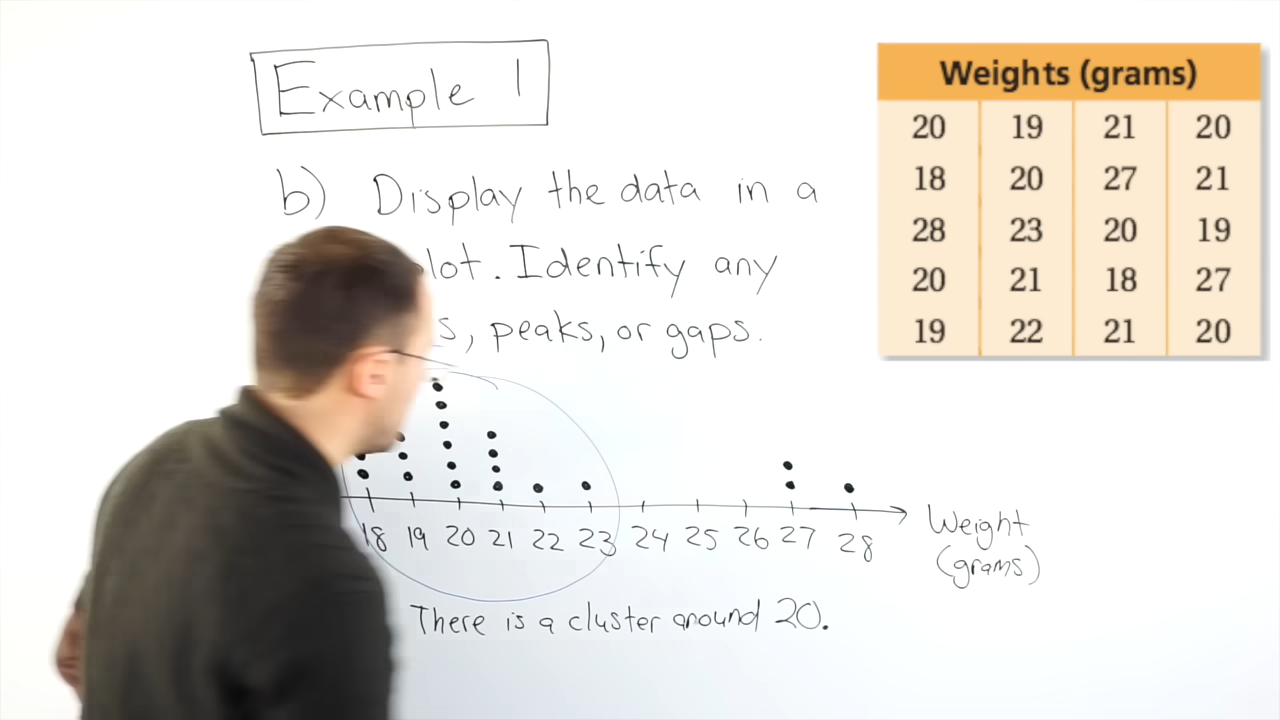 Example 1
b) Display the data in a
lot. Identify any
s, peaks, or gaps.
18 19 20 21 22 23 24 25 26 27 28
Weight
(grams)
There is a cluster around 20.
Weights (grams)
20 19 21 20
18 20 27 21
28 23 20 19
20 21 18 27
19 22 21 20